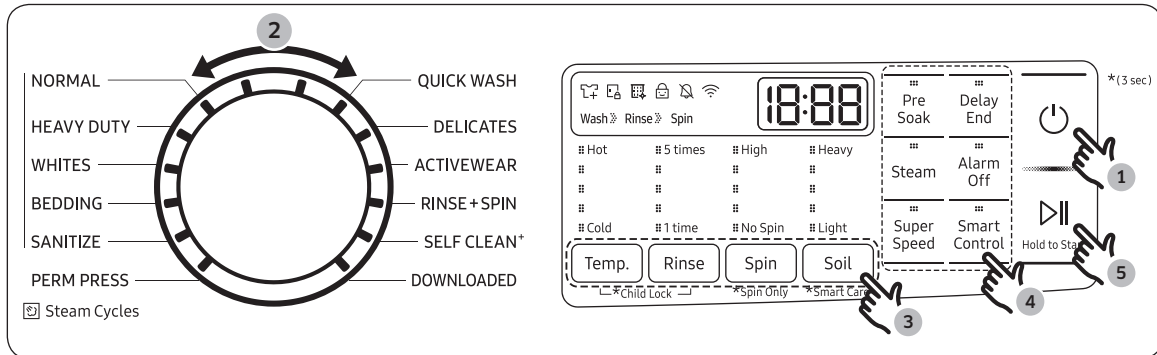 2
NORMAL
HEAVY DUTY
WHITES
BEDDING
SANITIZE
PERM PRESS
Steam Cycles
QUICK WASH
DELICATES
ACTIVEWEAR
RINSE+SPIN
SELF CLEAN+
DOWNLOADED
Wash Rinse Spin
18:88
Hot 5 times High Heavy
Cold 1 time No Spin Light
Temp. Rinse Spin Soil
*Child Lock *Spin Only *Smart Care
3
Pre Soak
Delay End
Steam
Alarm Off
Super Speed
Smart Control
4
*(3 sec)
1
Hold to Start
5